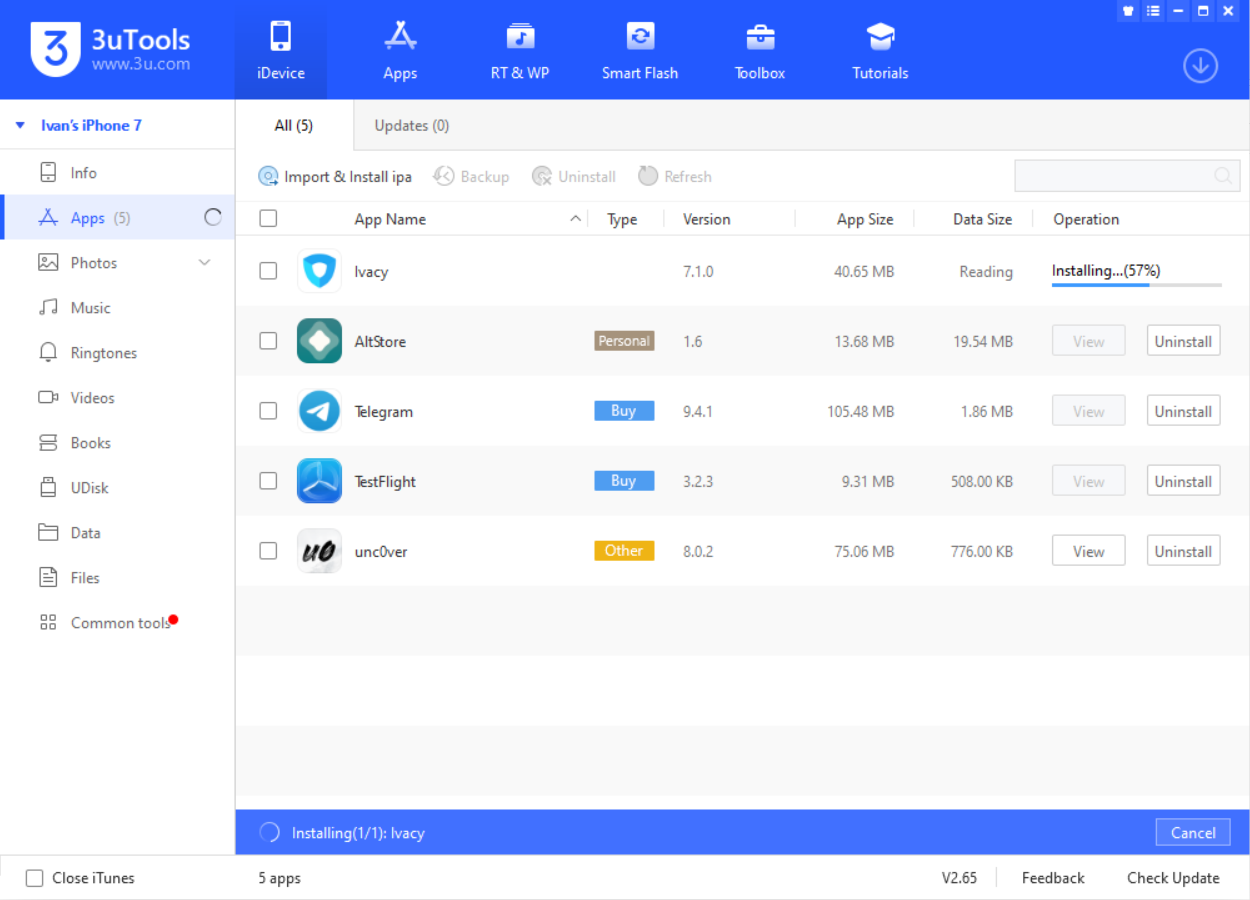 3 3uTools
www.3u.com
iDevice
Apps
RT & WP
Smart Flash
Toolbox
Tutorials
Ivan's iPhone 7
Info
Apps (5)
Photos
Music
Ringtones
Videos
Books
UDisk
Data
Files
Common tools
All (5) Updates (0)
Import & Install ipa Backup Uninstall Refresh
App Name Type Version App Size Data Size Operation
Ivacy 7.1.0 40.65 MB Reading Installing...(57%)
AltStore Personal 1.6 13.68 MB 19.54 MB View Uninstall
Telegram Buy 9.4.1 105.48 MB 1.86 MB View Uninstall
TestFlight Buy 3.2.3 9.31 MB 508.00 KB View Uninstall
u0 unc0ver Other 8.0.2 75.06 MB 776.00 KB View Uninstall
Installing(1/1): Ivacy Cancel
Close iTunes 5 apps V2.65 Feedback Check Update